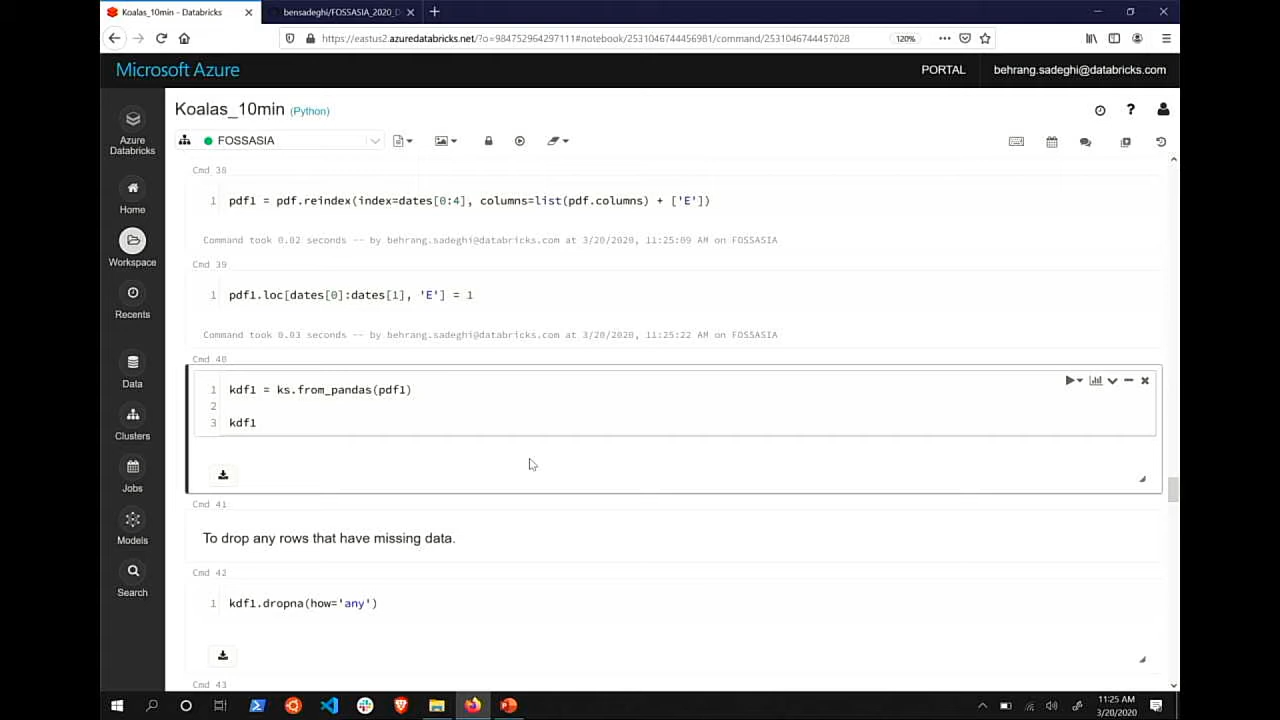 Koalas_10min - Databricks
bensadeghi/FOSSASIA_2020_D
https://eastus2.azuredatabricks.net/?o=984752964297111#notebook/2531046744456981/command/2531046744457028
120%
Microsoft Azure
PORTAL
behrang.sadeghi@databricks.com
Koalas_10min (Python)
FOSSASIA
Azure
Databricks
Home
Workspace
Recents
Data
Clusters
Jobs
Models
Search
Cmd 38
1 pdf1 = pdf.reindex(index=dates[0:4], columns=list(pdf.columns) + ['E'])
Command took 0.02 seconds -- by behrang.sadeghi@databricks.com at 3/20/2020, 11:25:09 AM on FOSSASIA
Cmd 39
1 pdf1.loc[dates[0]:dates[1], 'E'] = 1
Command took 0.03 seconds -- by behrang.sadeghi@databricks.com at 3/20/2020, 11:25:22 AM on FOSSASIA
Cmd 40
1 kdf1 = ks.from_pandas(pdf1)
2
3 kdf1
Cmd 41
To drop any rows that have missing data.
Cmd 42
1 kdf1.dropna(how='any')
Cmd 43
11:25 AM
3/20/2020